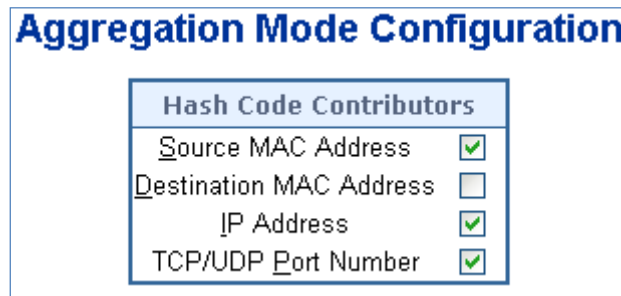 Aggregation Mode Configuration
Hash Code Contributors
Source MAC Address
Destination MAC Address
IP Address
TCP/UDP Port Number